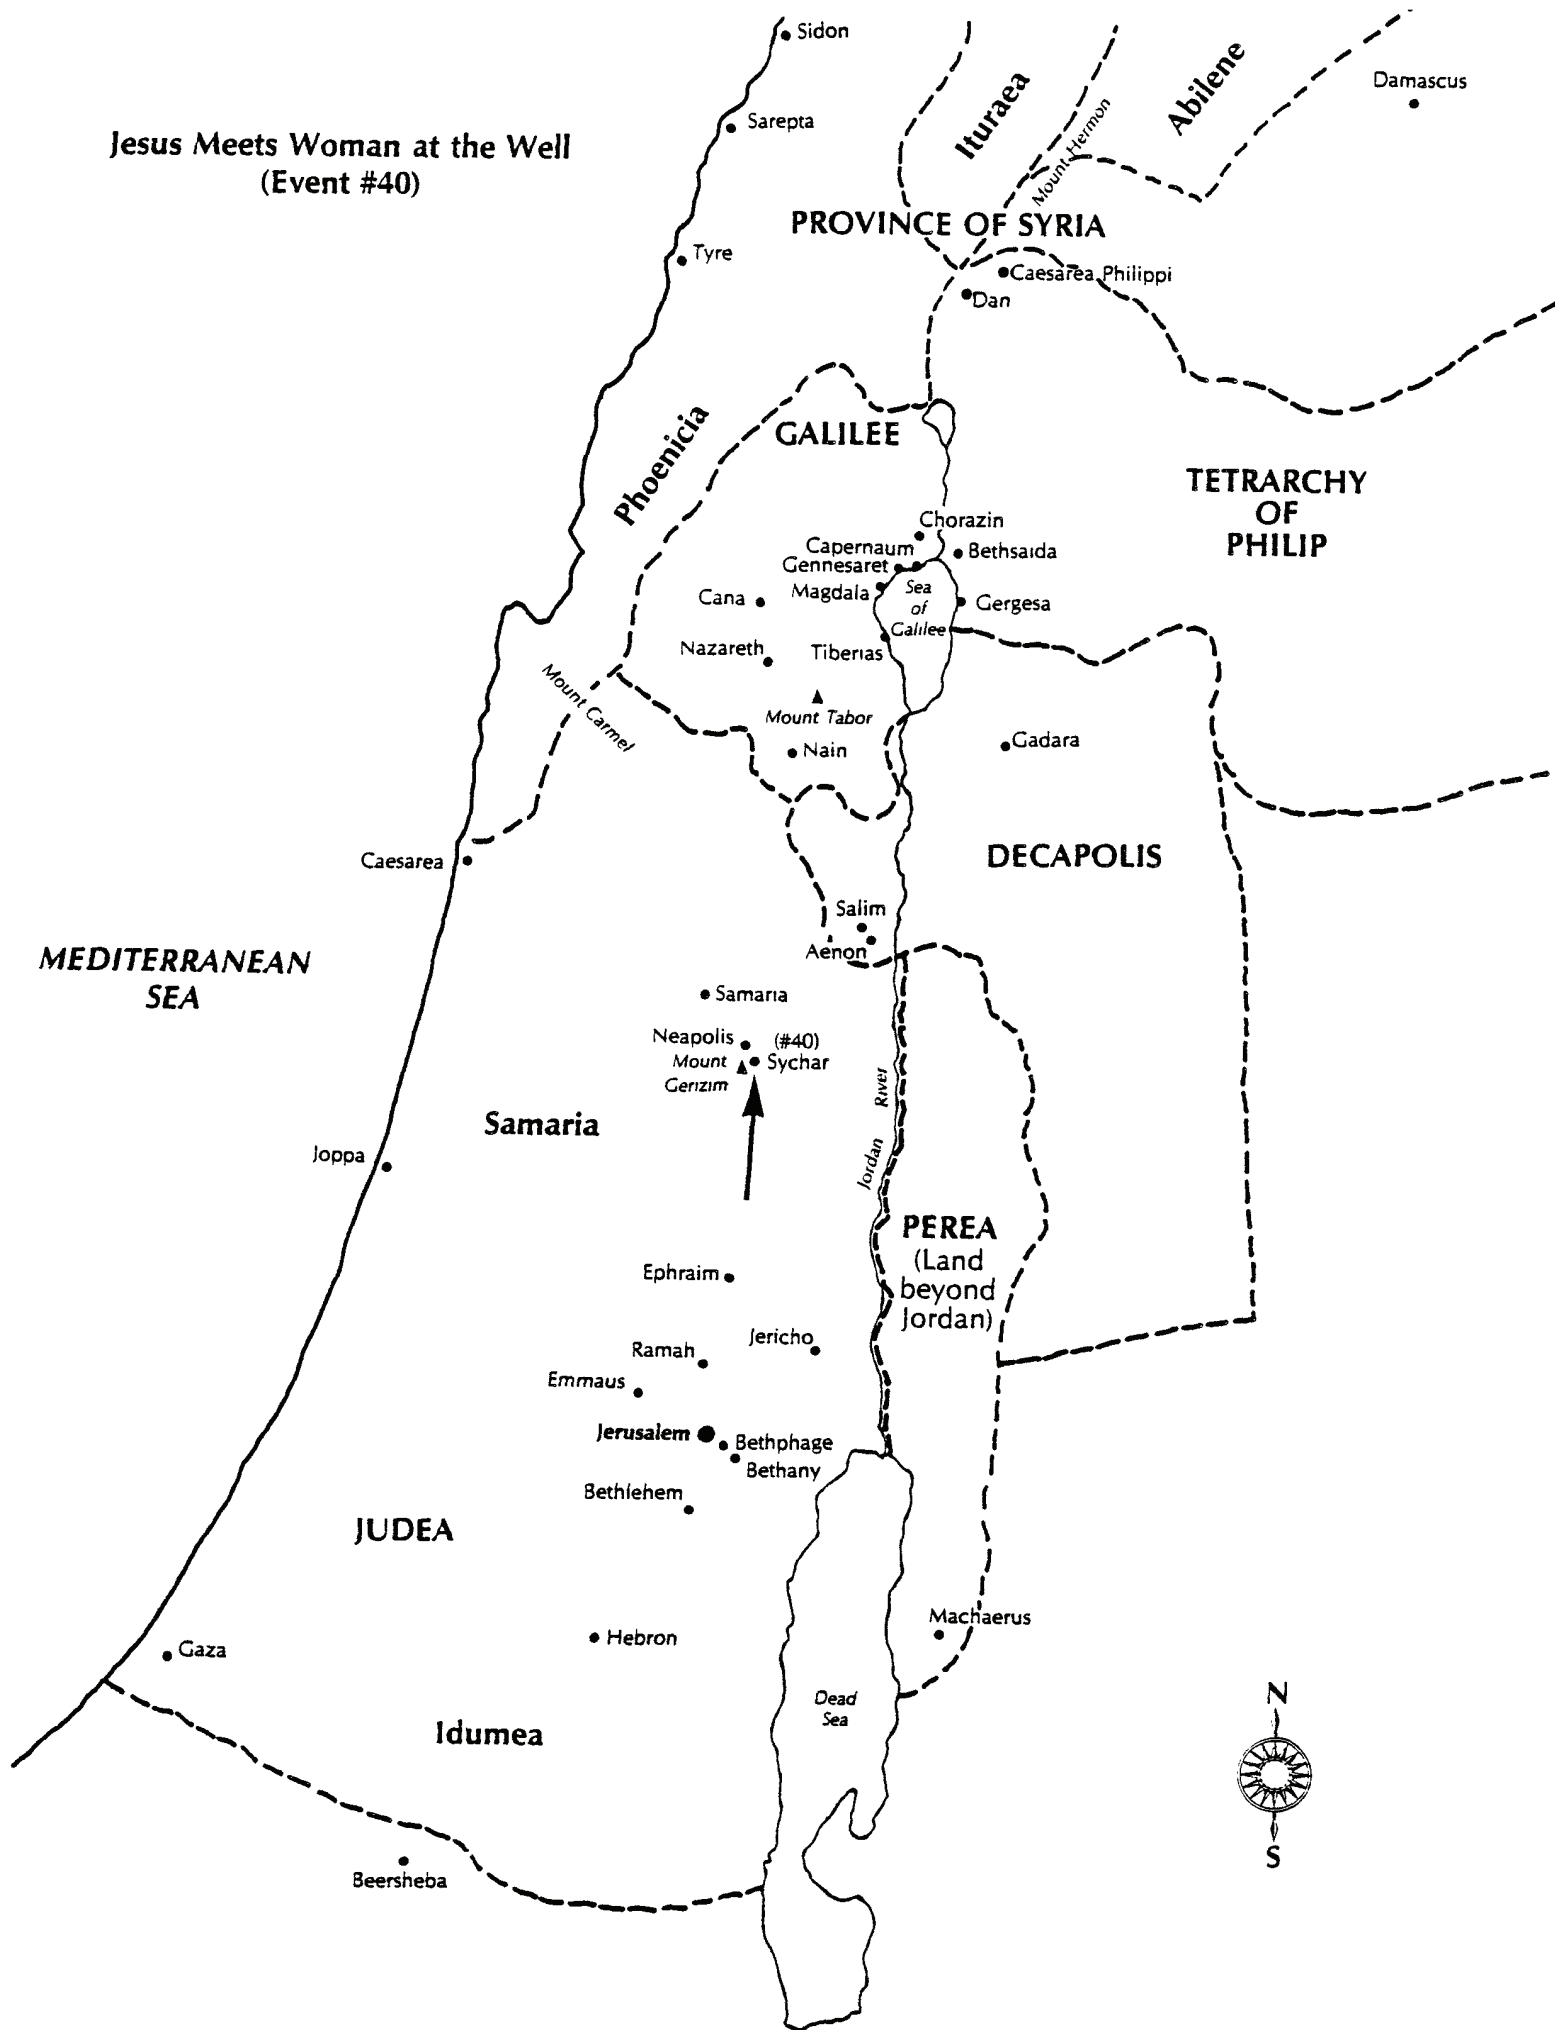 Sidon
Ituraea
Abilene
Damascus
Sarepta
Jesus Meets Woman at the Well
(Event #40)
Mount Hermon
PROVINCE OF SYRIA
Tyre
Caesarea Philippi
Dan
Phoenicia
GALILEE
TETRARCHY
OF
PHILIP
Chorazin
Capernaum
Bethsaida
Gennesaret
Magdala
Sea
of
Galilee
Cana
Gergesa
Nazareth
Tiberias
Mount Carmel
Mount Tabor
Nain
Gadara
Caesarea
DECAPOLIS
Salim
Aenon
MEDITERRANEAN
SEA
Samaria
Neapolis
(#40)
Mount
Gerizim
Sychar
Jordan River
Samaria
Joppa
PEREA
(Land
beyond
Jordan)
Ephraim
Jericho
Ramah
Emmaus
Jerusalem
Bethphage
Bethany
Bethlehem
JUDEA
Machaerus
Hebron
Gaza
Dead
Sea
Idumea
N
S
Beersheba